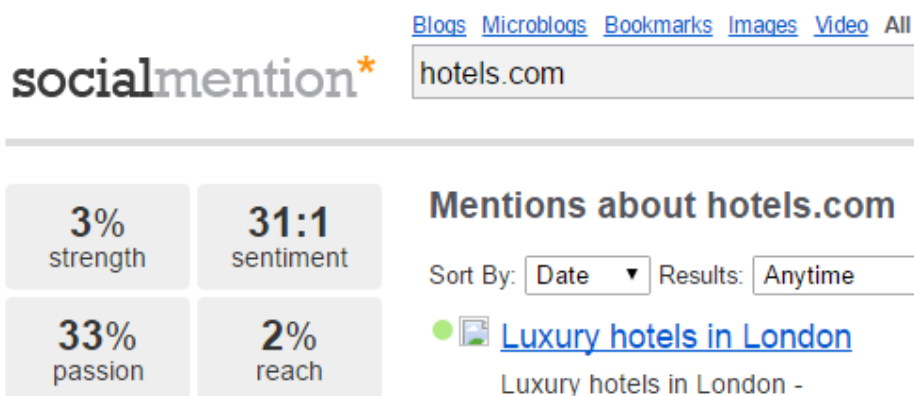 Blogs Microblogs Bookmarks Images Video All
socialmention*
hotels.com
3%
strength
31:1
sentiment
33%
passion
2%
reach
Mentions about hotels.com
Sort By: Date Results: Anytime
Luxury hotels in London
Luxury hotels in London -